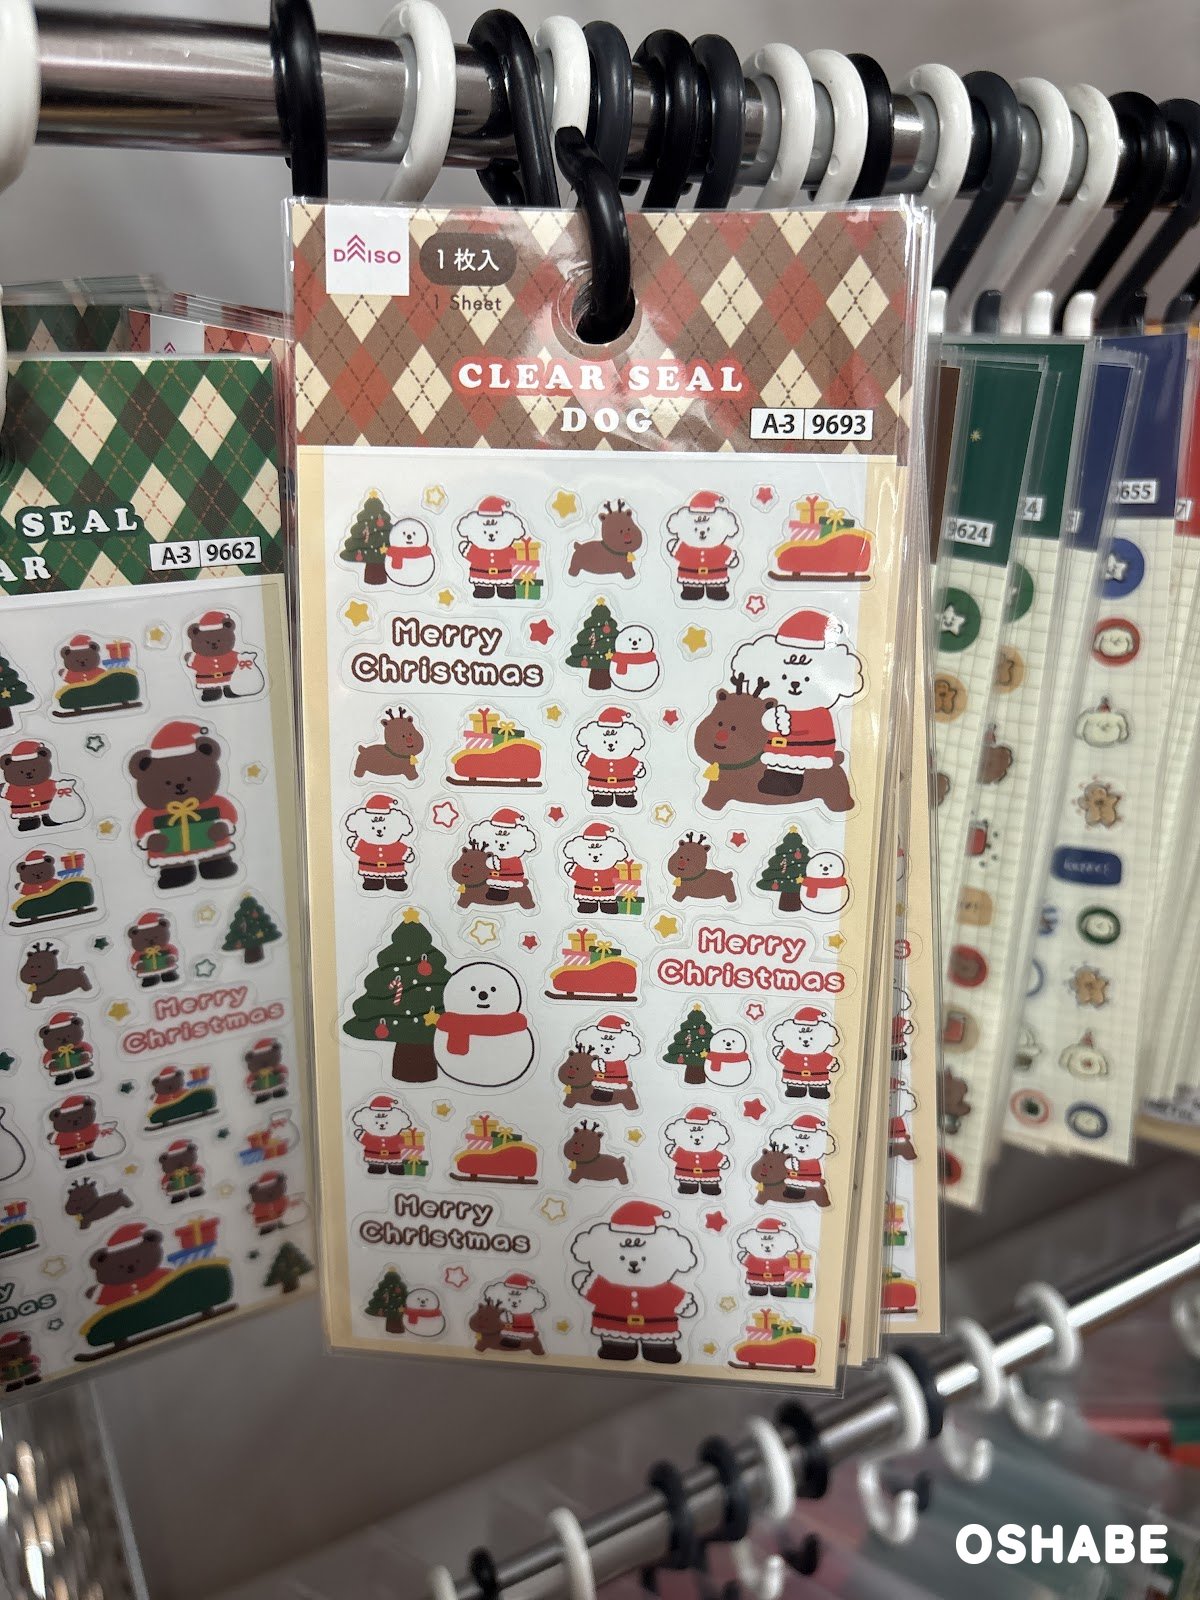 DAISO
1枚入
1 Sheet
CLEAR SEAL
DOG
A-3 9693
Merry
Christmas
Merry
Christmas
Merry
Christmas
SEAL
AR
A-3 9662
Merry
Christmas
9624
9655
OSHABE